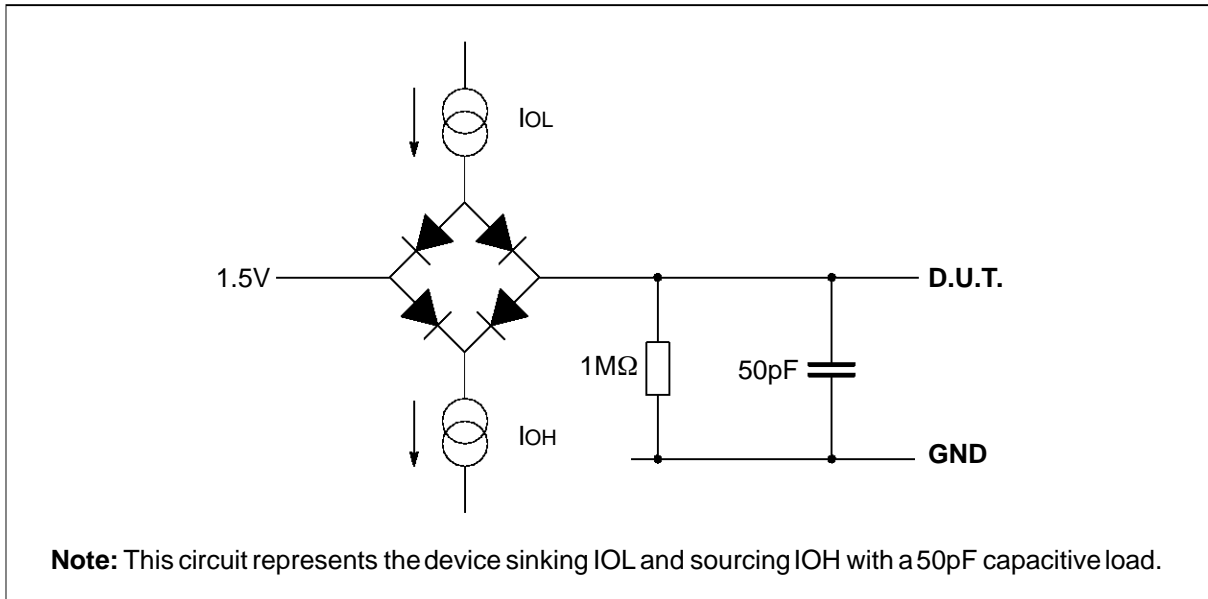 IOL
1.5V
D.U.T.
1MΩ
50pF
IOH
GND
Note: This circuit represents the device sinking IOL and sourcing IOH with a 50pF capacitive load.